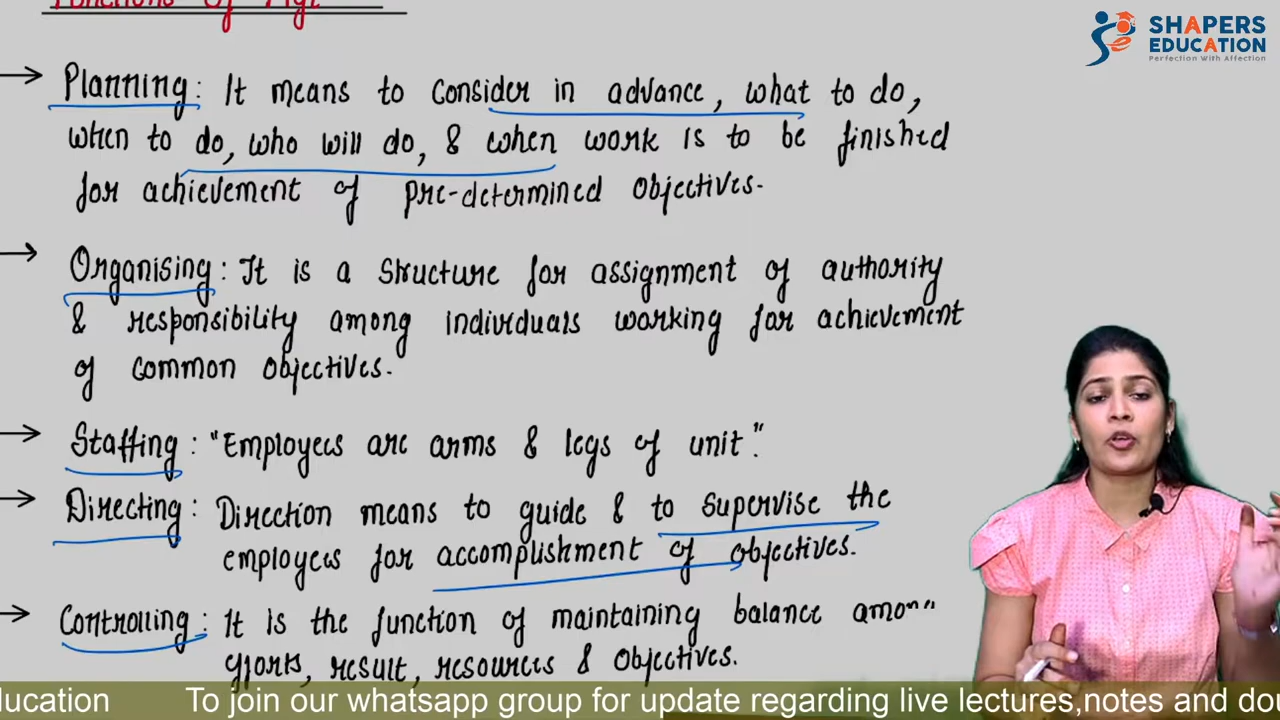 Functions of Mgt
SHAPERS
EDUCATION
Perfection With Affection
→ Planning: It means to consider in advance, what to do,
when to do, who will do, & when work is to be finished
for achievement of pre-determined objectives.
→ Organising: It is a structure for assignment of authority
& responsibility among individuals working for achievement
of common objectives.
→ Staffing: "Employees are arms & legs of unit."
→ Directing: Direction means to guide & to supervise the
employees for accomplishment of objectives.
→ Controlling: It is the function of maintaining balance among
efforts, result, resources & objectives.
ducation To join our whatsapp group for update regarding live lectures,notes and dou